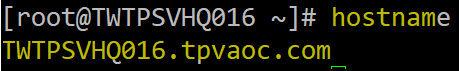 [root@TWTPSVHQ016 ~]# hostname
TWTPSVHQ016.tpvaoc.com